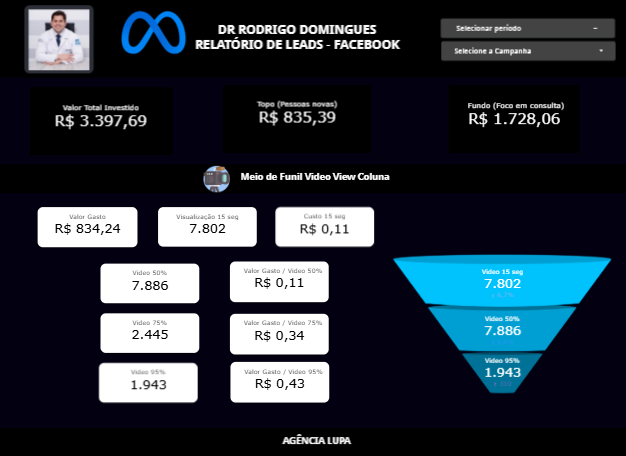 DR RODRIGO DOMINGUES
RELATÓRIO DE LEADS - FACEBOOK
Selecionar período
Selecione a Campanha
Valor Total Investido
R$ 3.397,69
Topo (Pessoas novas)
R$ 835,39
Fundo (Foco em consulta)
R$ 1.728,06
Meio de Funil Video View Coluna
Valor Gasto
R$ 834,24
Visualização 15 seg
7.802
Custo 15 seg
R$ 0,11
Video 50%
7.886
Valor Gasto / Video 50%
R$ 0,11
Video 75%
2.445
Valor Gasto / Video 75%
R$ 0,34
Video 95%
1.943
Valor Gasto / Video 95%
R$ 0,43
Video 15 seg
7.802
Video 50%
7.886
Video 95%
1.943
AGÊNCIA LUPA